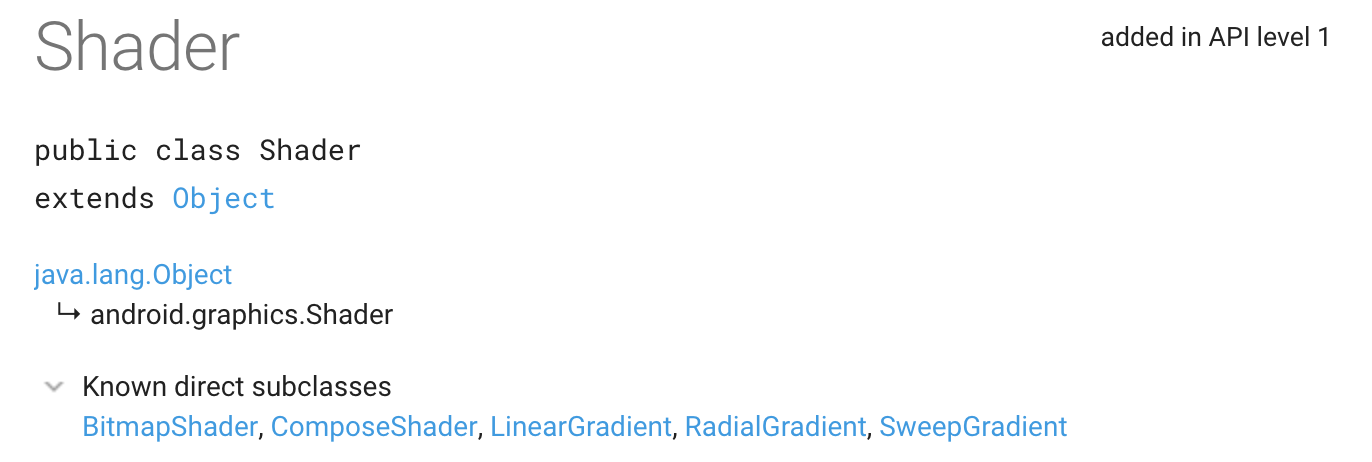 Shader
added in API level 1
public class Shader
extends Object
java.lang.Object
↳ android.graphics.Shader
Known direct subclasses
BitmapShader, ComposeShader, LinearGradient, RadialGradient, SweepGradient